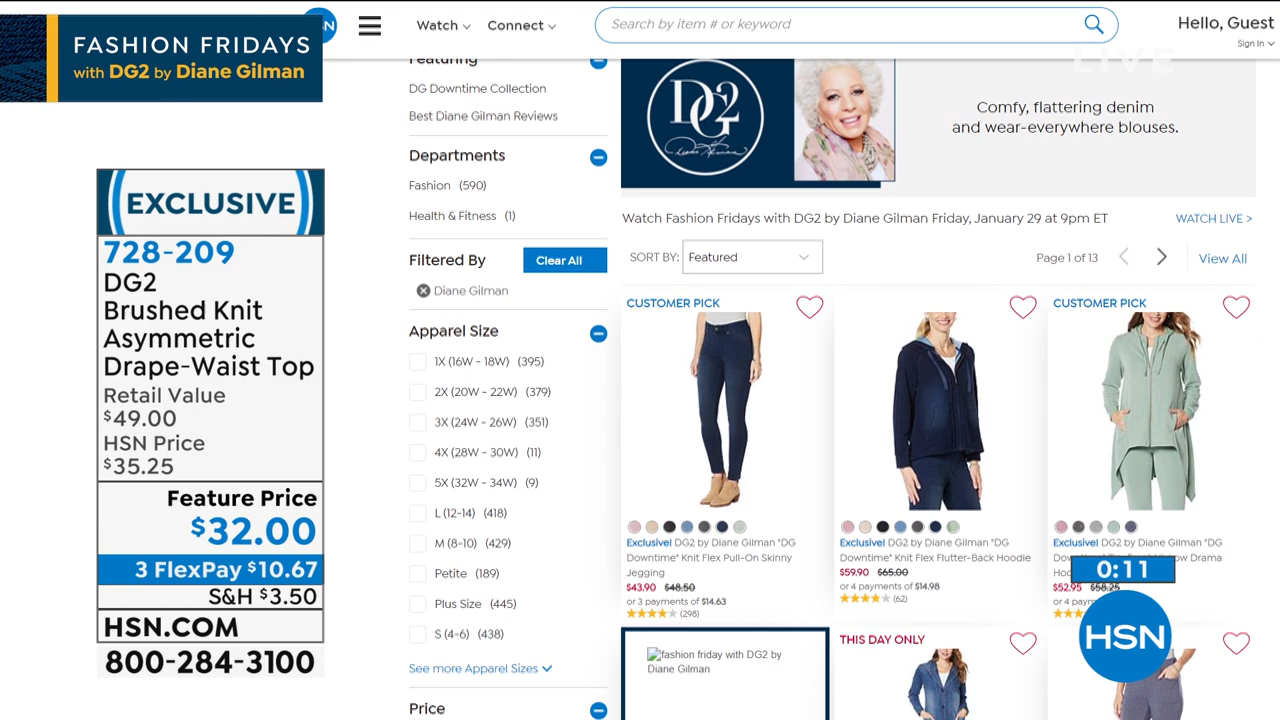 FASHION FRIDAYS
with DG2 by Diane Gilman
EXCLUSIVE
728-209
DG2
Brushed Knit
Asymmetric
Drape-Waist Top
Retail Value
$49.00
HSN Price
$35.25
Feature Price
$32.00
3 FlexPay $10.67
S&H $3.50
HSN.COM
800-284-3100
Watch
Connect
Search by item # or keyword
Hello, Guest
Sign In
LIVE
Featuring
DG Downtime Collection
Best Diane Gilman Reviews
Departments
Fashion (590)
Health & Fitness (1)
Filtered By
Clear All
Diane Gilman
Apparel Size
1X (16W - 18W) (395)
2X (20W - 22W) (379)
3X (24W - 26W) (351)
4X (28W - 30W) (11)
5X (32W - 34W) (9)
L (12-14) (418)
M (8-10) (429)
Petite (189)
Plus Size (445)
S (4-6) (438)
See more Apparel Sizes
Price
DG2
Diane Gilman
Comfy, flattering denim
and wear-everywhere blouses.
Watch Fashion Fridays with DG2 by Diane Gilman Friday, January 29 at 9pm ET
WATCH LIVE >
SORT BY: Featured
Page 1 of 13
View All
CUSTOMER PICK
Exclusive! DG2 by Diane Gilman "DG
Downtime" Knit Flex Pull-On Skinny
Jegging
$43.90 $48.50
or 3 payments of $14.63
(298)
Exclusive! DG2 by Diane Gilman "DG
Downtime" Knit Flex Flutter-Back Hoodie
$59.90 $65.00
or 4 payments of $14.98
(62)
CUSTOMER PICK
Exclusive! DG2 by Diane Gilman "DG
Drama
$52.95 $58.25
or 4
0:11
HSN
fashion friday with DG2 by
Diane Gilman
THIS DAY ONLY